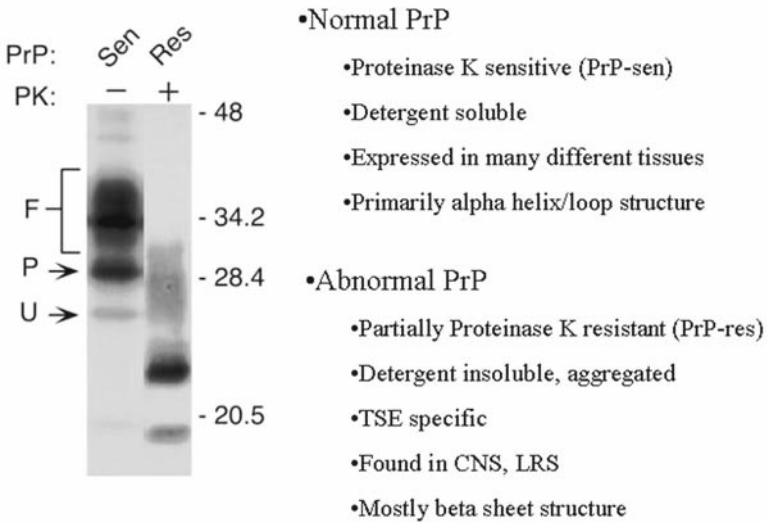 PrP: Sen Res
PK: − +
- 48
F
- 34.2
P
- 28.4
U
- 20.5
•Normal PrP
•Proteinase K sensitive (PrP-sen)
•Detergent soluble
•Expressed in many different tissues
•Primarily alpha helix/loop structure
•Abnormal PrP
•Partially Proteinase K resistant (PrP-res)
•Detergent insoluble, aggregated
•TSE specific
•Found in CNS, LRS
•Mostly beta sheet structure